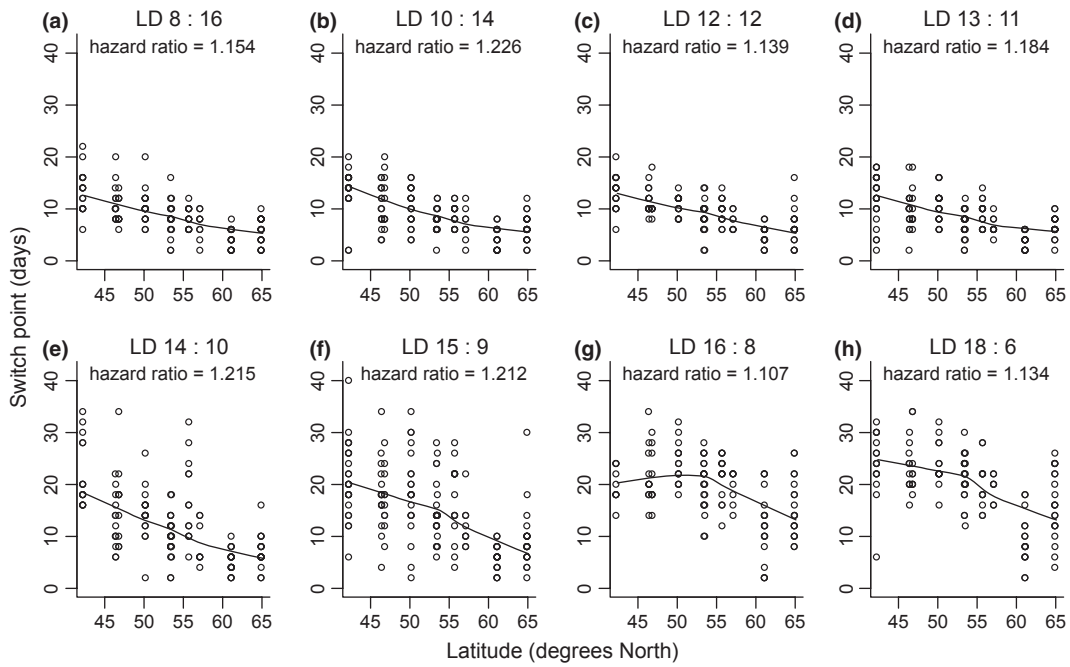 (a) LD 8 : 16
hazard ratio = 1.154
(b) LD 10 : 14
hazard ratio = 1.226
(c) LD 12 : 12
hazard ratio = 1.139
(d) LD 13 : 11
hazard ratio = 1.184
40
30
20
10
0
45 50 55 60 65
0 10 20 30 40
45 50 55 60 65
0 10 20 30 40
45 50 55 60 65
0 10 20 30 40
45 50 55 60 65
Switch point (days)
(e) LD 14 : 10
hazard ratio = 1.215
(f) LD 15 : 9
hazard ratio = 1.212
(g) LD 16 : 8
hazard ratio = 1.107
(h) LD 18 : 6
hazard ratio = 1.134
40
30
20
10
0
45 50 55 60 65
0 10 20 30 40
45 50 55 60 65
0 10 20 30 40
45 50 55 60 65
0 10 20 30 40
45 50 55 60 65
Latitude (degrees North)